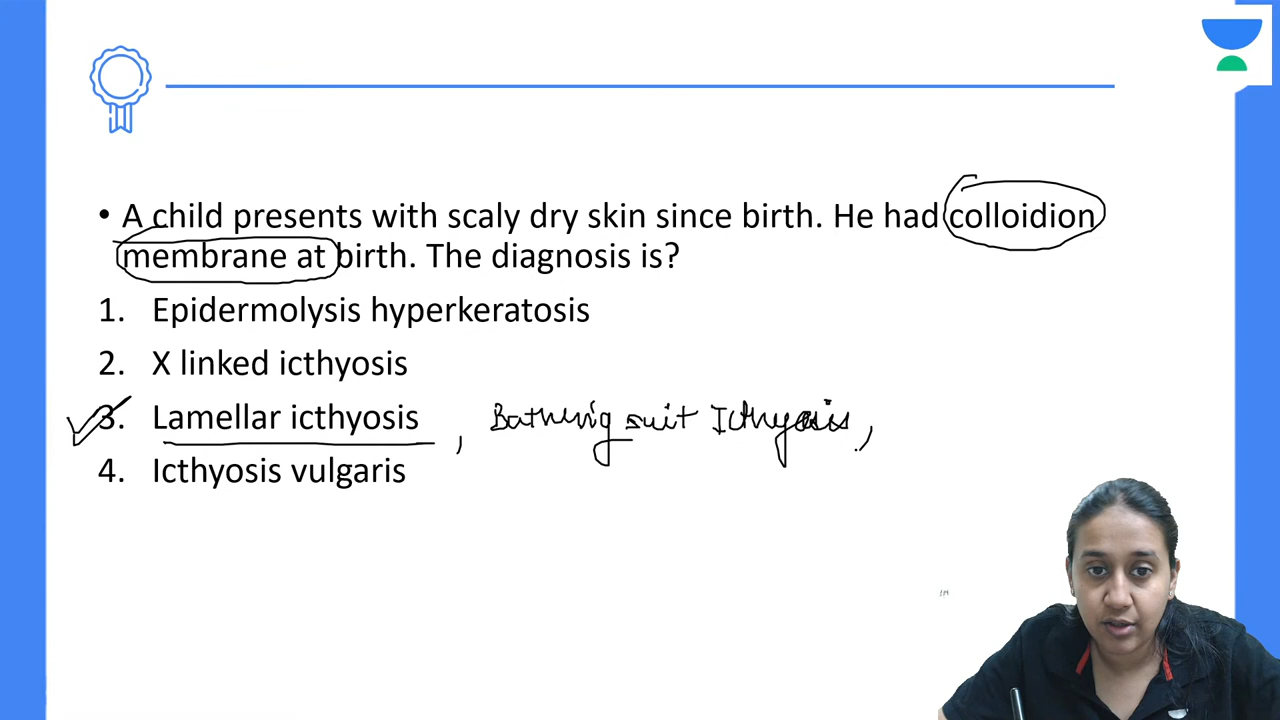 • A child presents with scaly dry skin since birth. He had colloidion
membrane at birth. The diagnosis is?
1. Epidermolysis hyperkeratosis
2. X linked icthyosis
3. Lamellar icthyosis , Bathing suit Icthyosis,
4. Icthyosis vulgaris